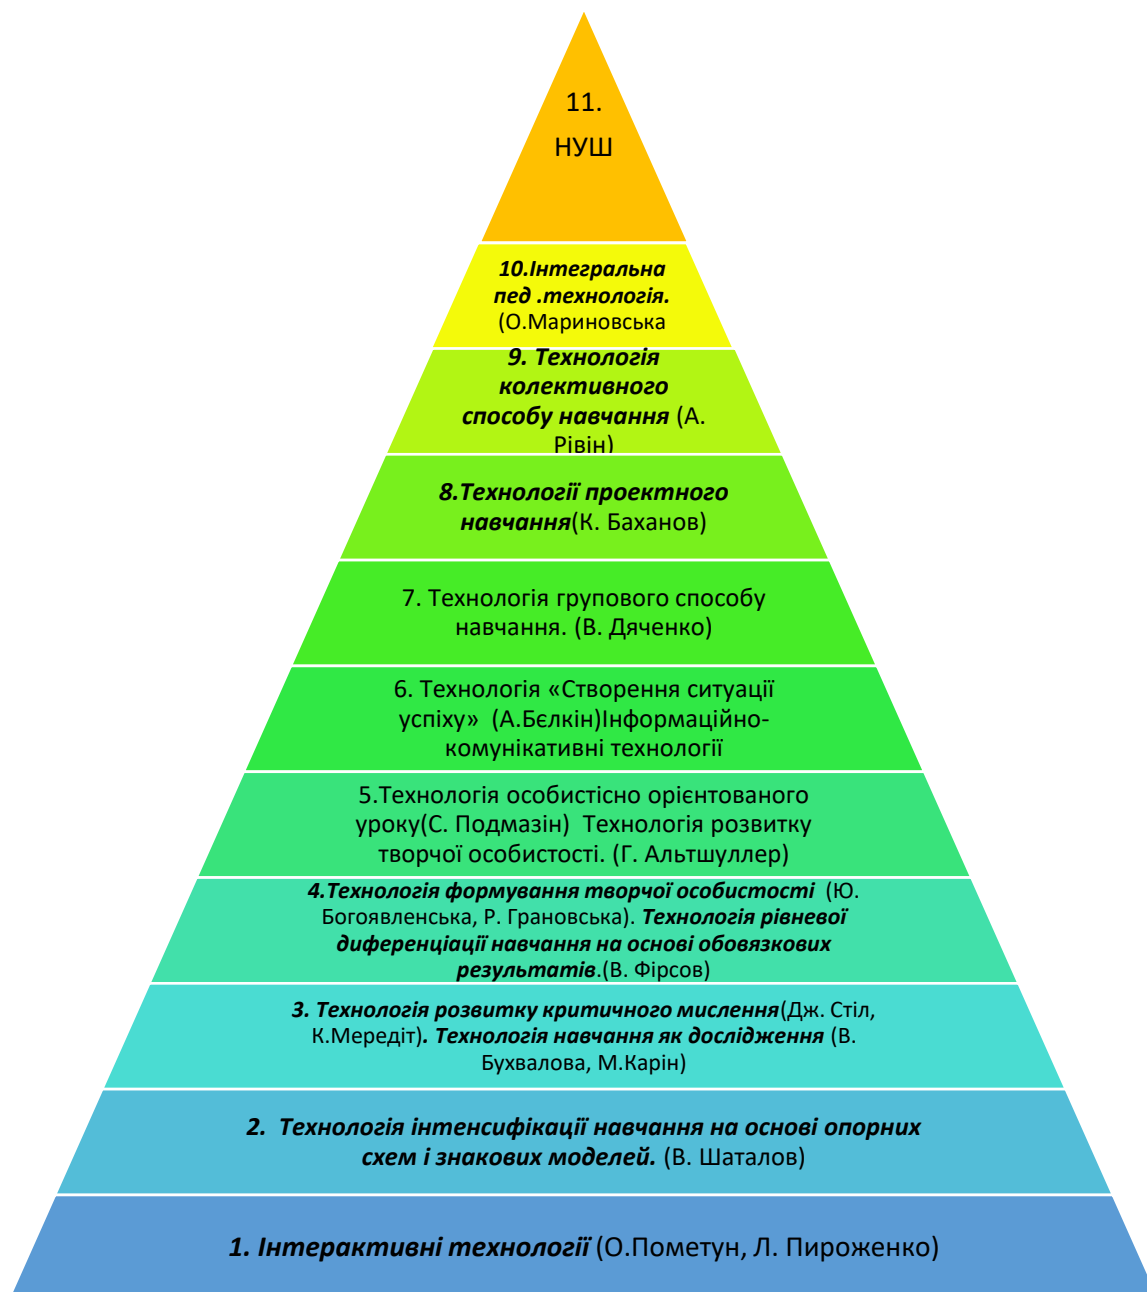 11.
НУШ
10.Інтегральна
пед .технологія.
(О.Мариновська
9. Технологія
колективного
способу навчання (А.
Рівін)
8.Технології проектного
навчання(К. Баханов)
7. Технологія групового способу
навчання. (В. Дяченко)
6. Технологія «Створення ситуації
успіху» (А.Бєлкін)Інформаційно-
комунікативні технології
5.Технологія особистісно орієнтованого
уроку(С. Подмазін) Технологія розвитку
творчої особистості. (Г. Альтшуллер)
4.Технологія формування творчої особистості (Ю.
Богоявленська, Р. Грановська). Технологія рівневої
диференціації навчання на основі обовязкових
результатів.(В. Фірсов)
3. Технологія розвитку критичного мислення(Дж. Стіл,
К.Мередіт). Технологія навчання як дослідження (В.
Бухвалова, М.Карін)
2. Технологія інтенсифікації навчання на основі опорних
схем і знакових моделей. (В. Шаталов)
1. Інтерактивні технології (О.Пометун, Л. Пироженко)